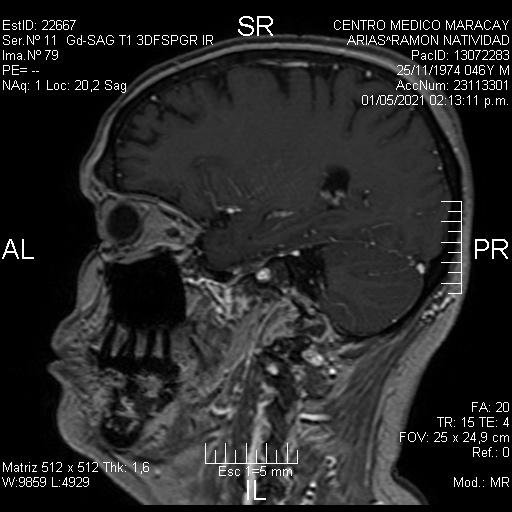 EstID: 22667
Ser.Nº 11 Gd-SAG T1 3DFSPGR IR
Ima.Nº 79
PE= --
NAq: 1 Loc: 20,2 Sag
SR
CENTRO MEDICO MARACAY
ARIAS^RAMON NATIVIDAD
PacID: 13072283
25/11/1974 046Y M
AccNum: 23113301
01/05/2021 02:13:11 p.m.
AL
PR
FA: 20
TR: 15 TE: 4
FOV: 25 x 24,9 cm
Ref.: 0
Matriz 512 x 512 Thk: 1,6
W:9859 L:4929
Esc 1=5 mm
IL
Mod.: MR